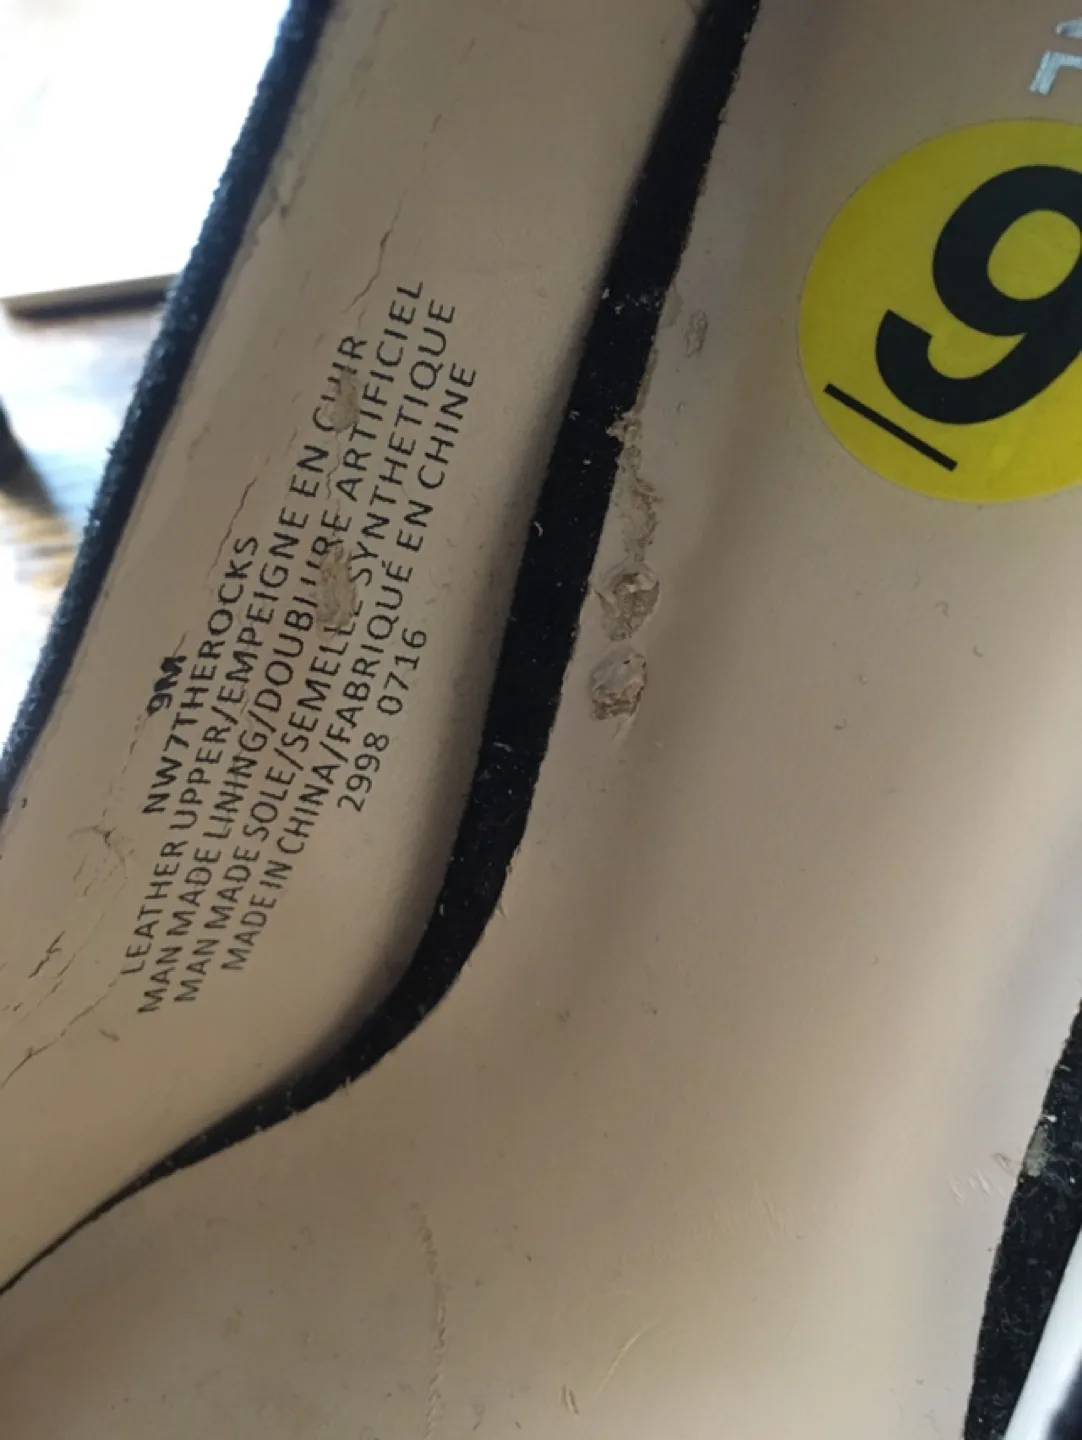 9M
NW7THEROCKS
LEATHER UPPER/EMPEIGNE EN CUIR
MAN MADE LINING/DOUBLURE ARTIFICIEL
MAN MADE SOLE/SEMELLE SYNTHETIQUE
MADE IN CHINA/FABRIQUÉ EN CHINE
2998 0716
9